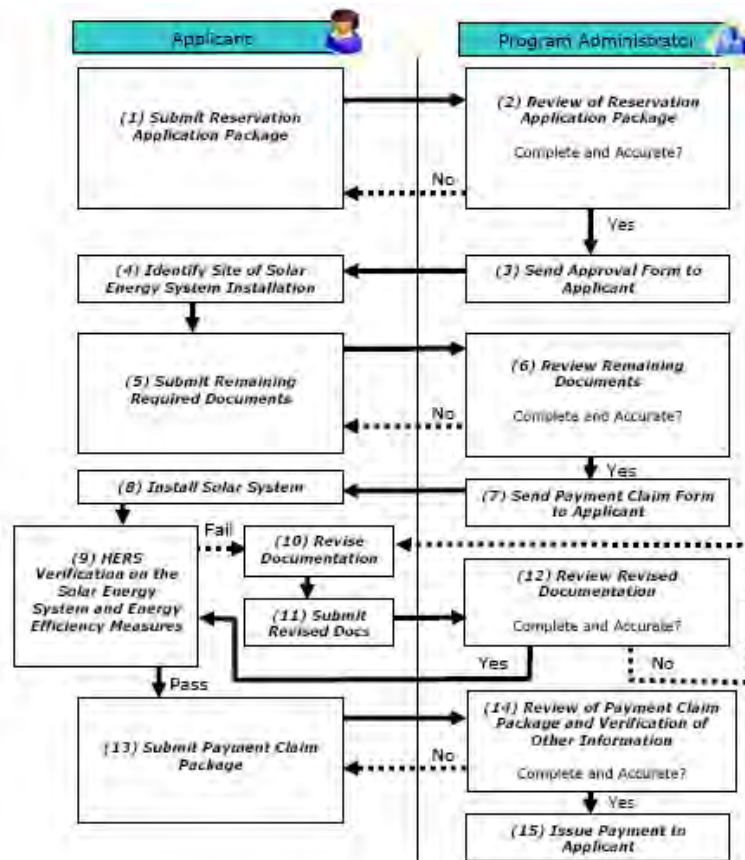 Applicant
Program Administrator
(1) Submit Reservation
Application Package
(2) Review of Reservation
Application Package
Complete and Accurate?
No
Yes
(4) Identify Site of Solar
Energy System Installation
(3) Send Approval Form to
Applicant
(5) Submit Remaining
Required Documents
(6) Review Remaining
Documents
Complete and Accurate?
No
Yes
(8) Install Solar System
(7) Send Payment Claim Form
to Applicant
(9) HERS
Verification on the
Solar Energy
System and Energy
Efficiency Measures
Fail
(10) Revise
Documentation
(11) Submit
Revised Docs
(12) Review Revised
Documentation
Complete and Accurate?
Yes
No
Pass
(13) Submit Payment Claim
Package
(14) Review of Payment Claim
Package and Verification of
Other Information
Complete and Accurate?
No
Yes
(15) Issue Payment to
Applicant